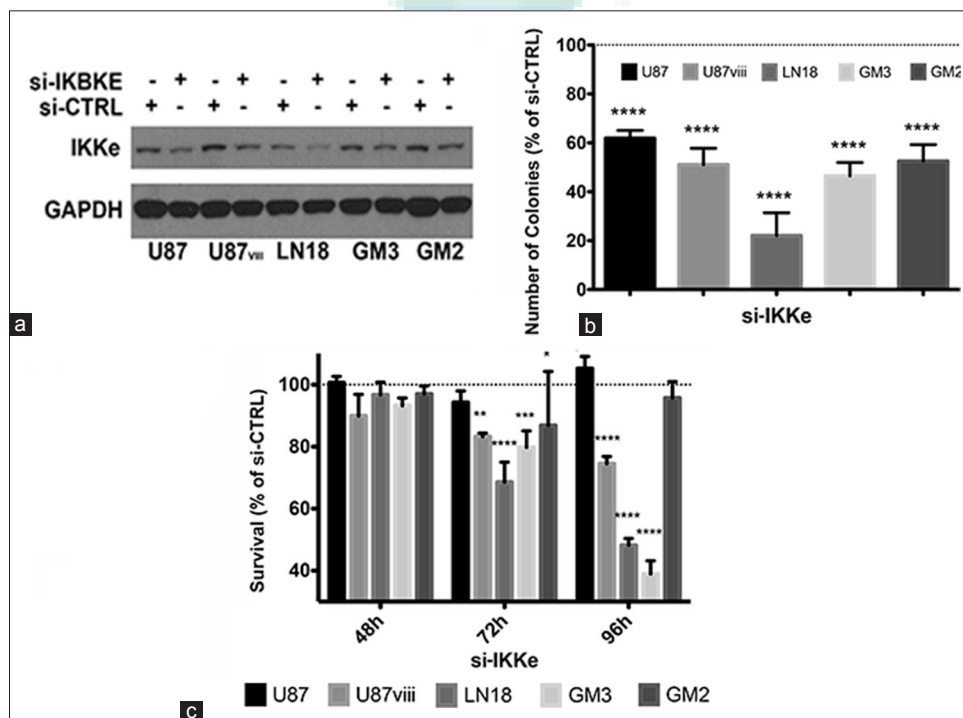 si-IKBKE - + - + - + - + - +
si-CTRL + - + - + - + - + -
IKKe
GAPDH
U87 U87VIII LN18 GM3 GM2
a
Number of Colonies (% of si-CTRL)
100
80
60
40
20
0
U87 U87viii LN18 GM3 GM2
**** **** **** **** ****
si-IKKe
b
Survival (% of si-CTRL)
100
80
60
40
** **** *** *
**** **** ****
48h 72h 96h
si-IKKe
U87 U87viii LN18 GM3 GM2
c